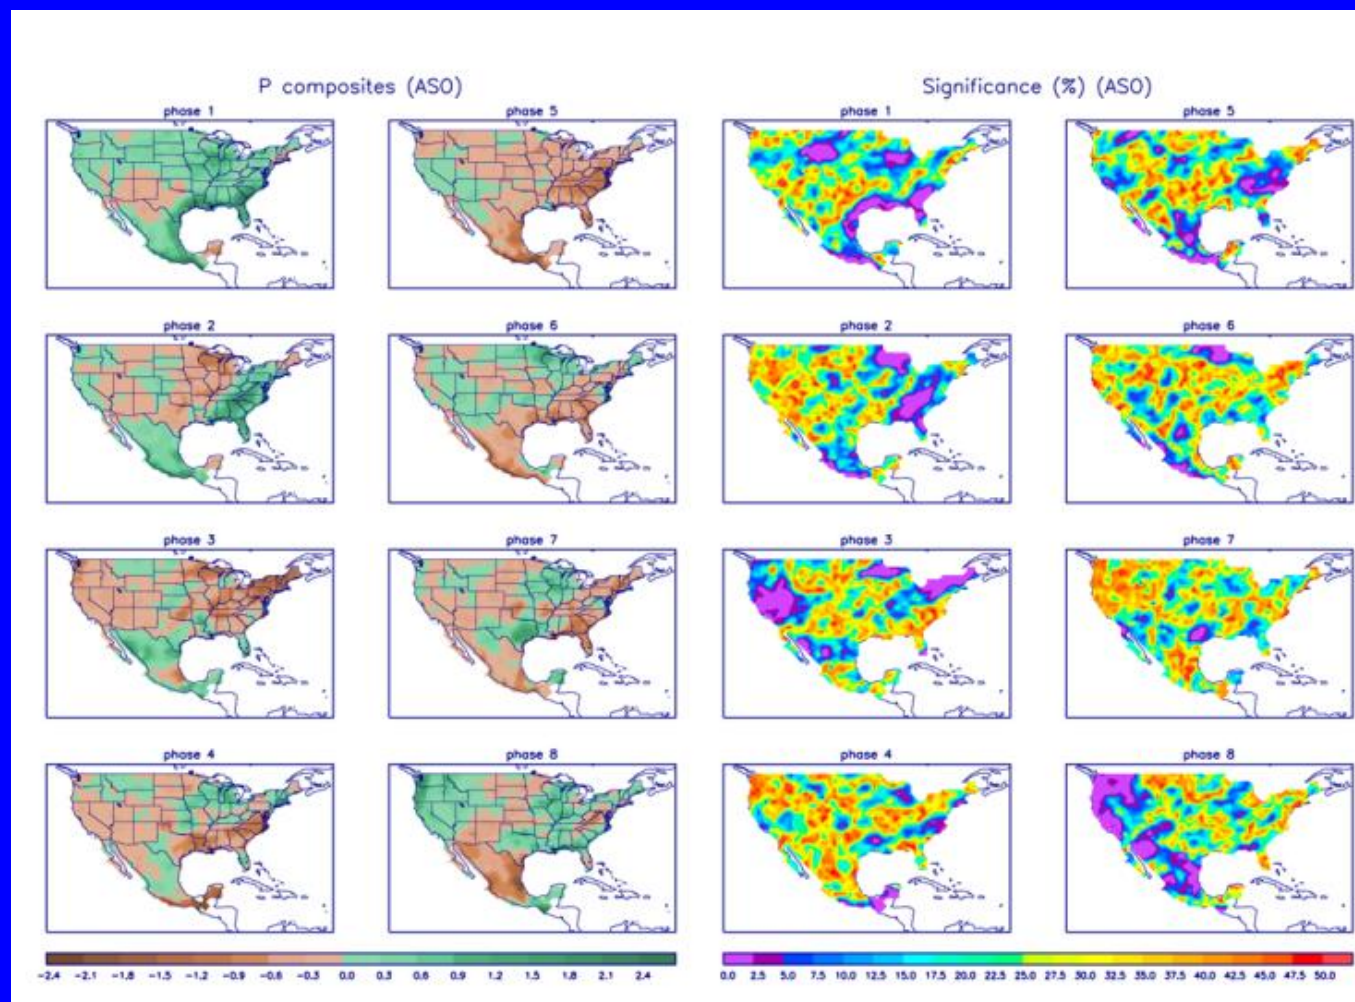 P composites (ASO) Significance (%) (ASO)
phase 1 phase 5 phase 1 phase 5
phase 2 phase 6 phase 2 phase 6
phase 3 phase 7 phase 3 phase 7
phase 4 phase 8 phase 4 phase 8
-2.4 -2.1 -1.8 -1.5 -1.2 -0.9 -0.6 -0.3 0.0 0.3 0.6 0.9 1.2 1.5 1.8 2.1 2.4
0.0 2.5 5.0 7.5 10.0 12.5 15.0 17.5 20.0 22.5 25.0 27.5 30.0 32.5 35.0 37.5 40.0 42.5 45.0 47.5 50.0